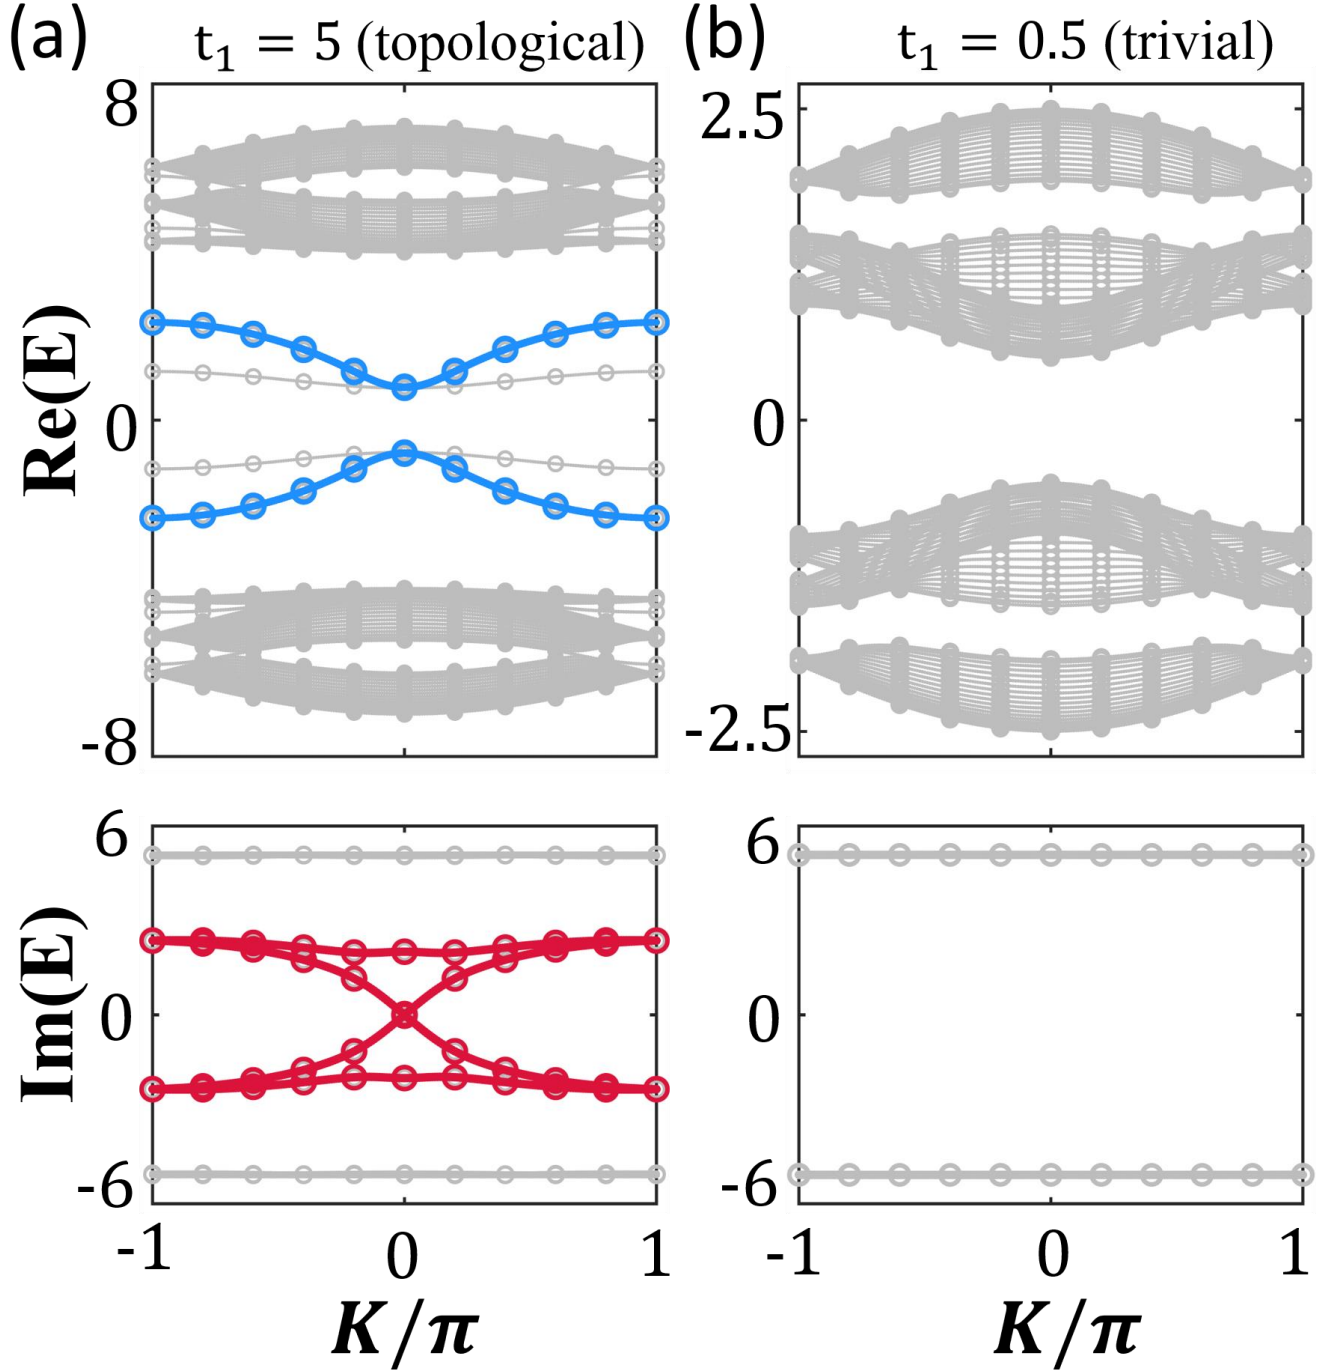 (a) t₁ = 5 (topological)
(b) t₁ = 0.5 (trivial)
Re(E)
8
0
-8
2.5
0
-2.5
Im(E)
6
0
-6
-1 0 1
K/π
6
0
-6
-1 0 1
K/π